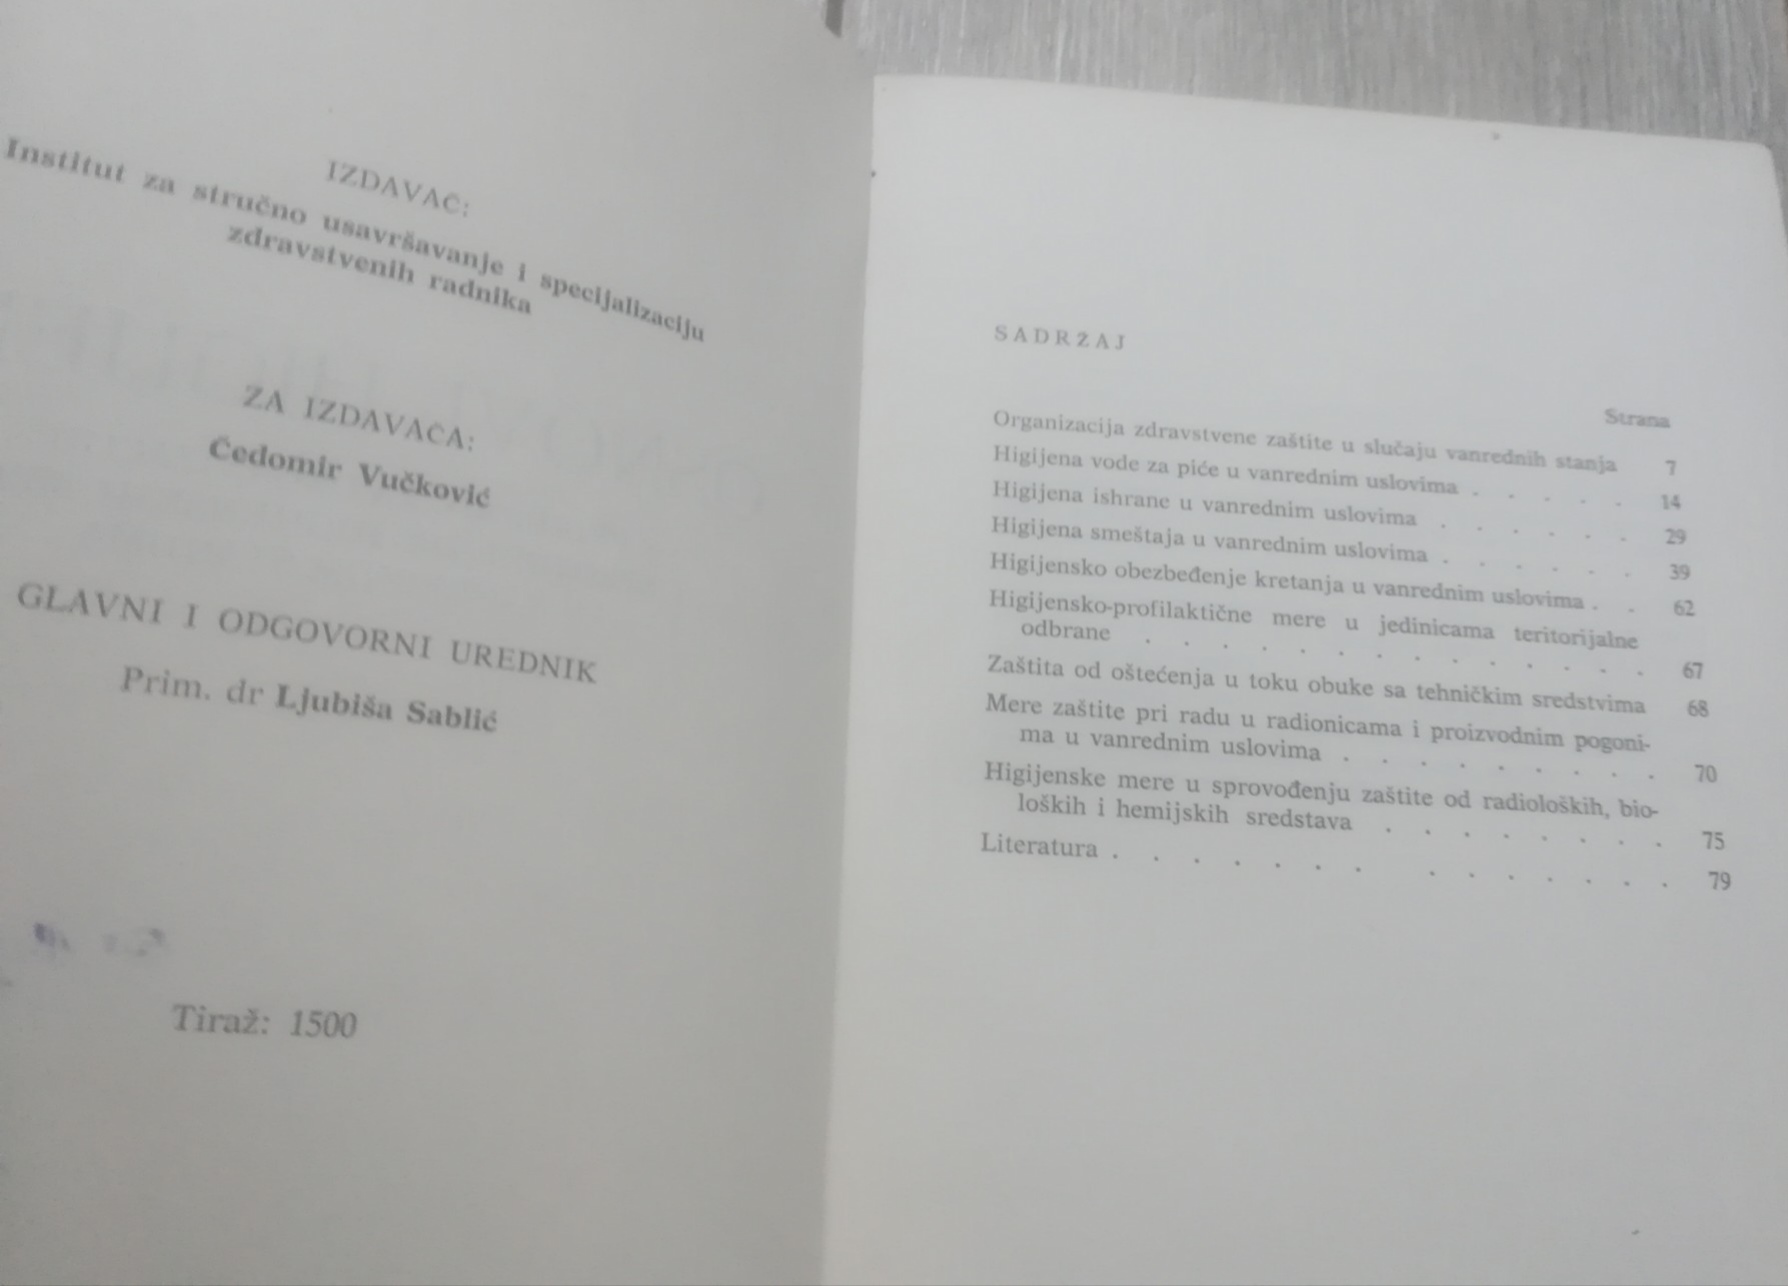 IZDAVAČ:
Institut za stručno usavršavanje i specijalizaciju
zdravstvenih radnika
ZA IZDAVAČA:
Čedomir Vučković
GLAVNI I ODGOVORNI UREDNIK
Prim. dr Ljubiša Sablić
Tiraž: 1500
SADRŽAJ
Strana
Organizacija zdravstvene zaštite u slučaju vanrednih stanja 7
Higijena vode za piće u vanrednim uslovima . . . . . 14
Higijena ishrane u vanrednim uslovima . . . . . . 29
Higijena smeštaja u vanrednim uslovima . . . . . . 39
Higijensko obezbeđenje kretanja u vanrednim uslovima . . 62
Higijensko-profilaktične mere u jedinicama teritorijalne
odbrane . . . . . . . . . . . . . . 67
Zaštita od oštećenja u toku obuke sa tehničkim sredstvima 68
Mere zaštite pri radu u radionicama i proizvodnim pogoni-
ma u vanrednim uslovima . . . . . . . . . 70
Higijenske mere u sprovođenju zaštite od radioloških, bio-
loških i hemijskih sredstava . . . . . . . . 75
Literatura . . . . . . . . . . . . . . 79